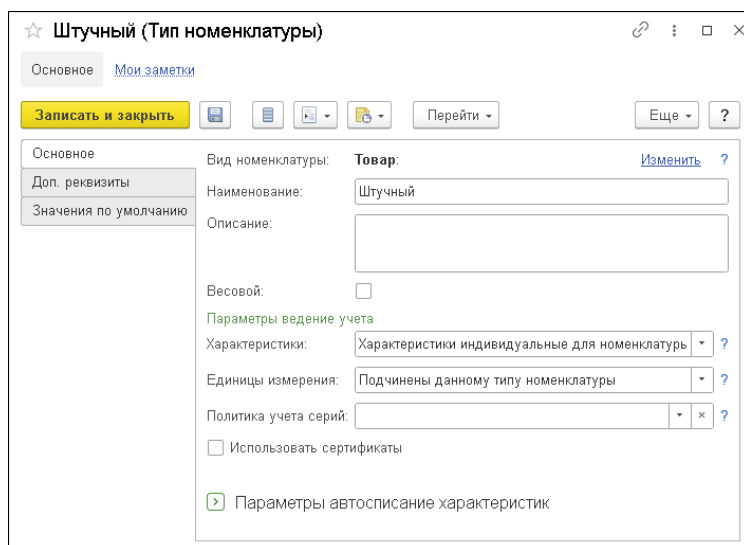 Штучный (Тип номенклатуры)
Основное Мои заметки
Записать и закрыть Перейти Еще ?
Основное
Доп. реквизиты
Значения по умолчанию
Вид номенклатуры: Товар: Изменить ?
Наименование: Штучный
Описание:
Весовой:
Параметры ведение учета
Характеристики: Характеристики индивидуальные для номенклатурь ?
Единицы измерения: Подчинены данному типу номенклатуры ?
Политика учета серий: ?
Использовать сертификаты
Параметры автосписание характеристик